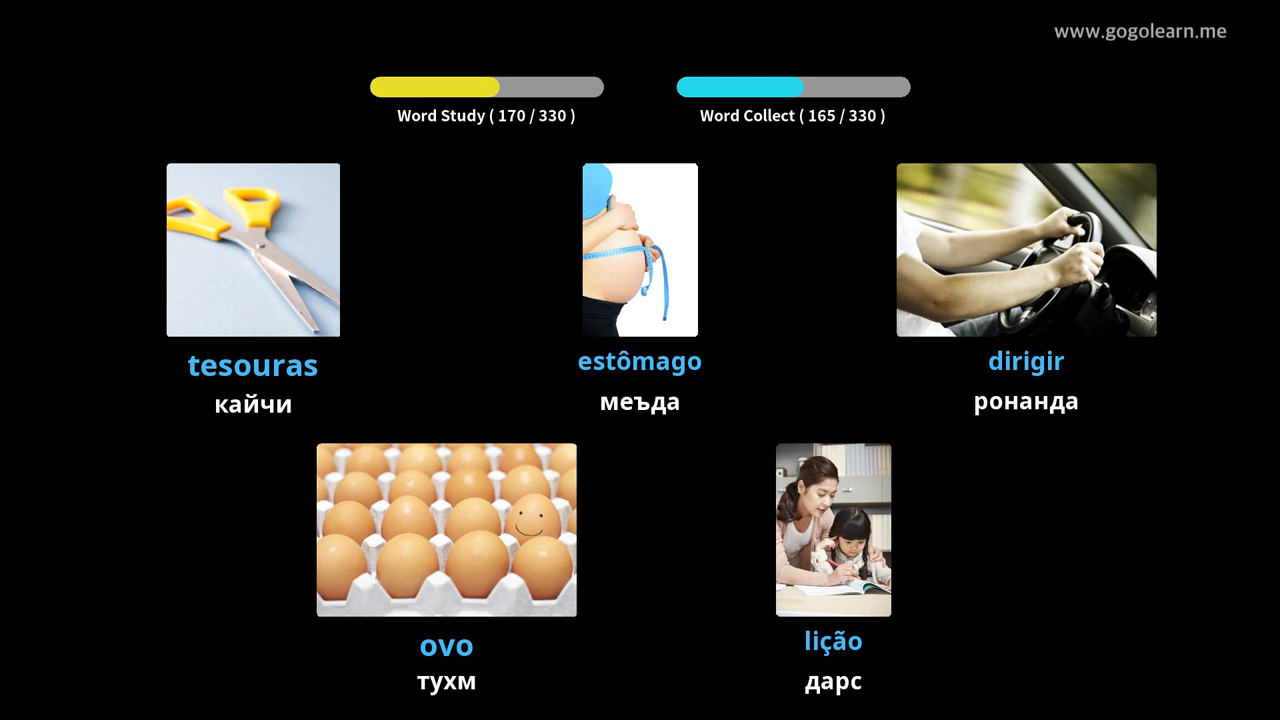 www.gogolearn.me
Word Study ( 170 / 330 )
Word Collect ( 165 / 330 )
tesouras
кайчи
estômago
меъда
dirigir
ронанда
ovo
тухм
lição
дарс